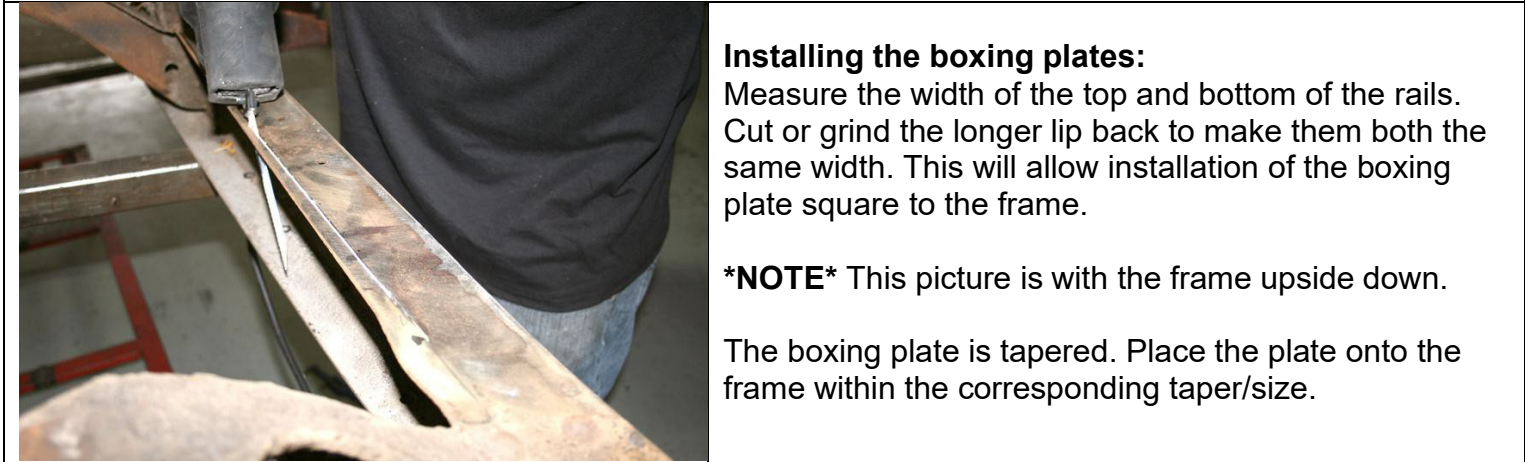 Installing the boxing plates:
Measure the width of the top and bottom of the rails.
Cut or grind the longer lip back to make them both the
same width. This will allow installation of the boxing
plate square to the frame.
*NOTE* This picture is with the frame upside down.
The boxing plate is tapered. Place the plate onto the
frame within the corresponding taper/size.